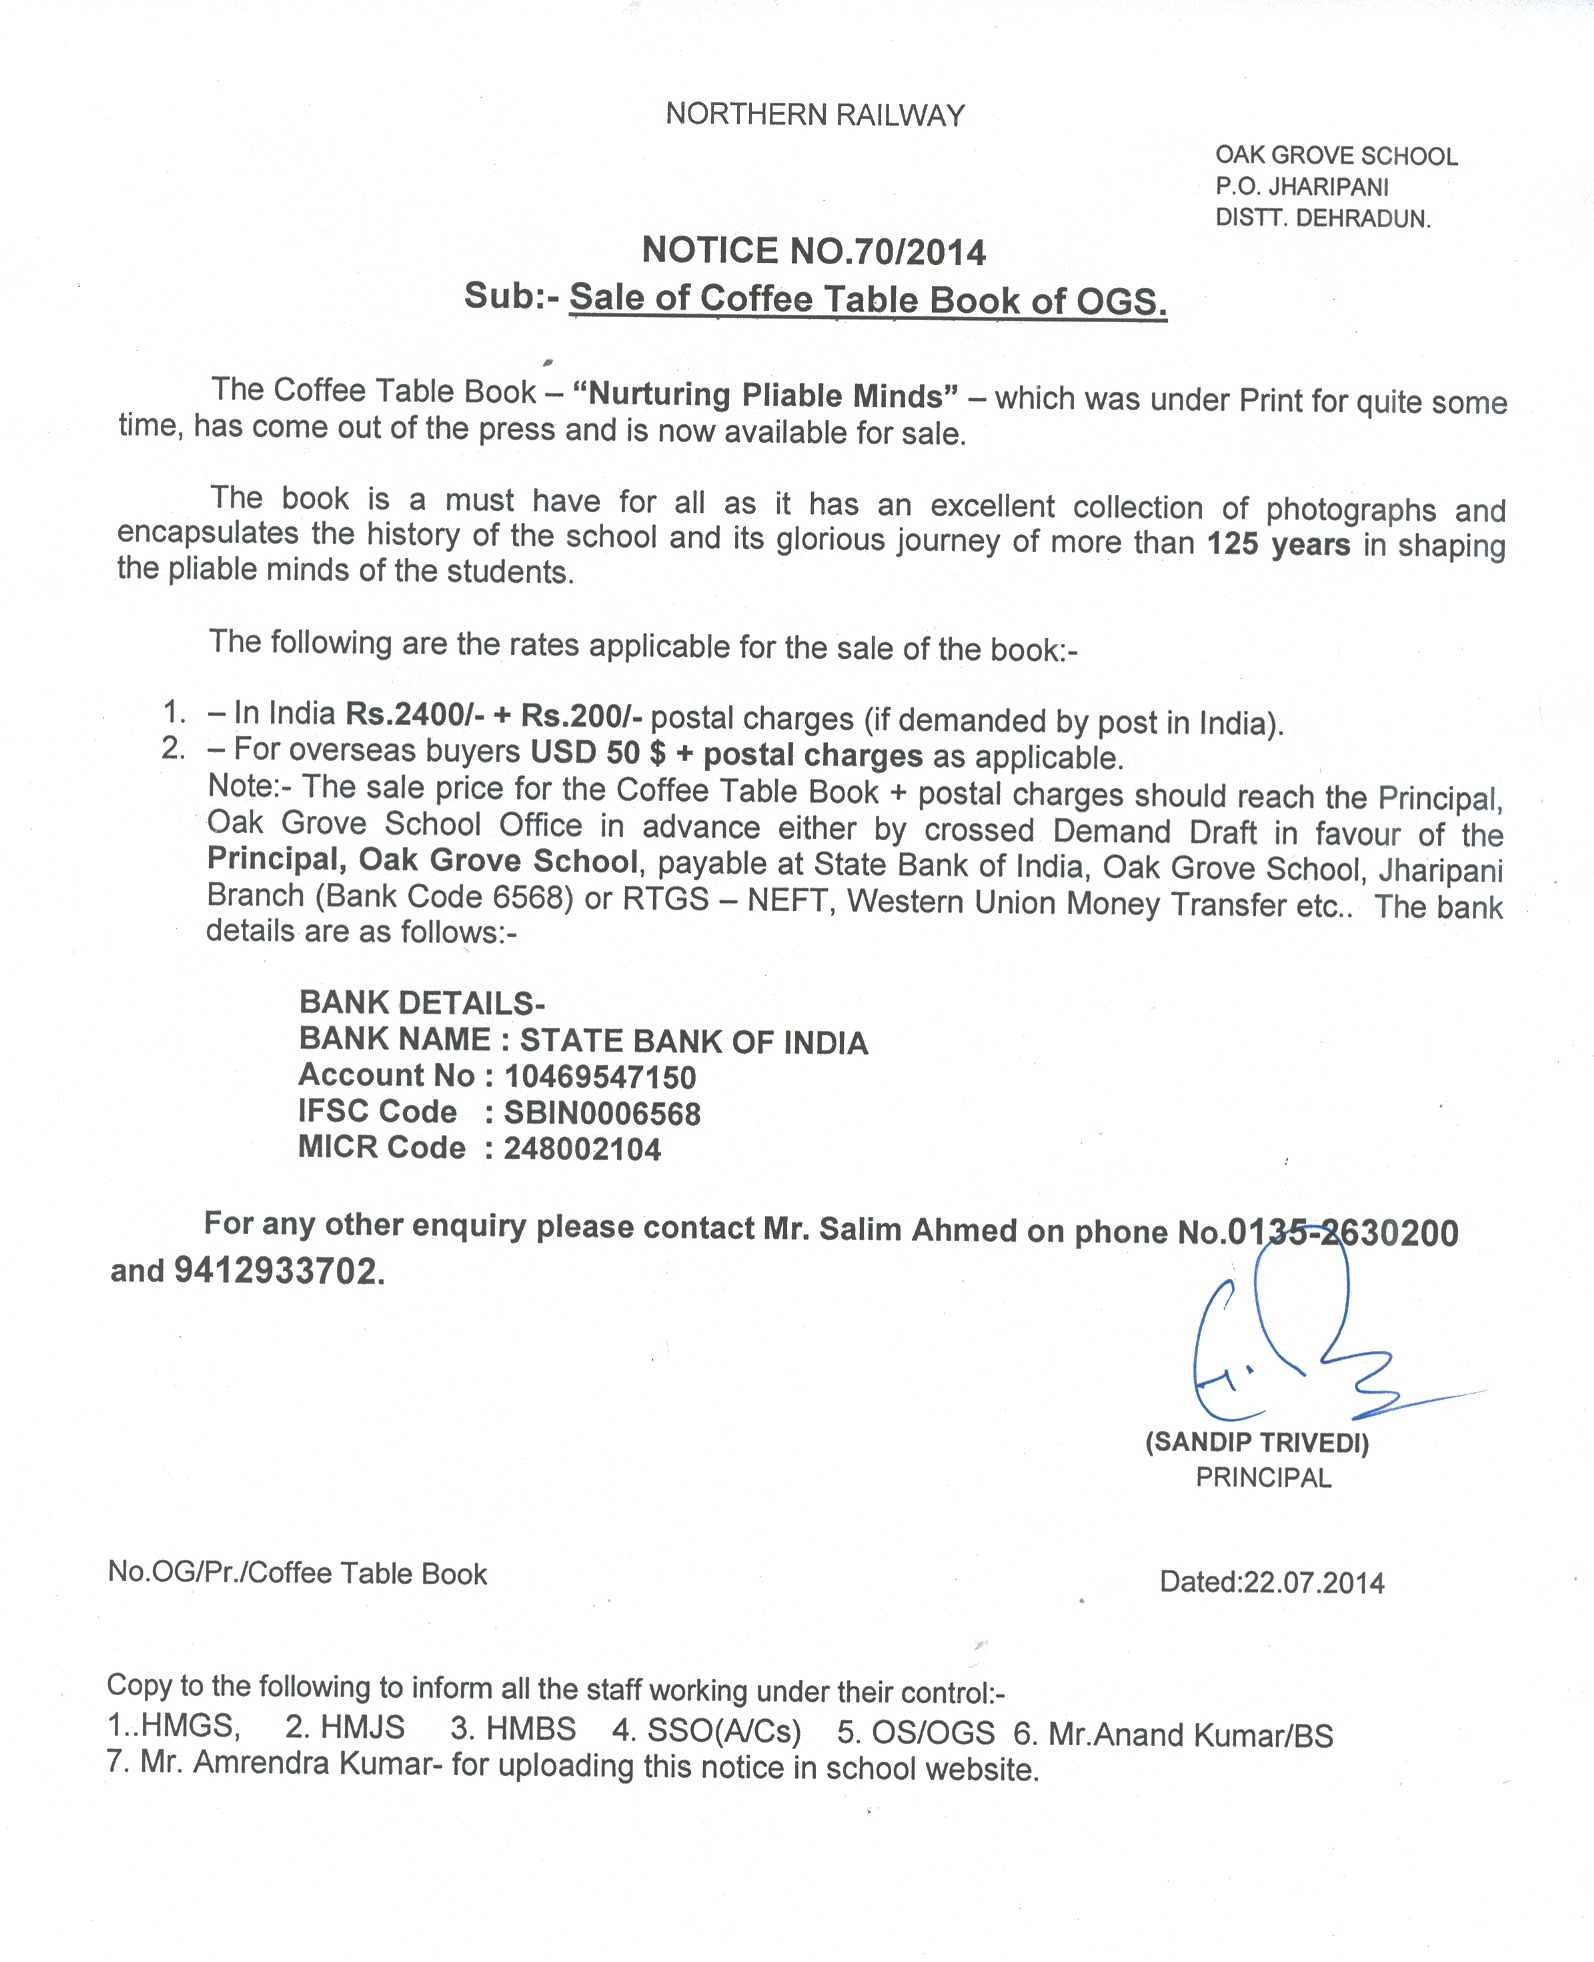 NORTHERN RAILWAY
OAK GROVE SCHOOL
P.O. JHARIPANI
DISTT. DEHRADUN.
NOTICE NO.70/2014
Sub:- Sale of Coffee Table Book of OGS.
The Coffee Table Book – “Nurturing Pliable Minds” – which was under Print for quite some
time, has come out of the press and is now available for sale.
The book is a must have for all as it has an excellent collection of photographs and
encapsulates the history of the school and its glorious journey of more than 125 years in shaping
the pliable minds of the students.
The following are the rates applicable for the sale of the book:-
1. – In India Rs.2400/- + Rs.200/- postal charges (if demanded by post in India).
2. – For overseas buyers USD 50 $ + postal charges as applicable.
Note:- The sale price for the Coffee Table Book + postal charges should reach the Principal,
Oak Grove School Office in advance either by crossed Demand Draft in favour of the
Principal, Oak Grove School, payable at State Bank of India, Oak Grove School, Jharipani
Branch (Bank Code 6568) or RTGS – NEFT, Western Union Money Transfer etc.. The bank
details are as follows:-
BANK DETAILS-
BANK NAME : STATE BANK OF INDIA
Account No : 10469547150
IFSC Code : SBIN0006568
MICR Code : 248002104
For any other enquiry please contact Mr. Salim Ahmed on phone No.0135-2630200
and 9412933702.
(SANDIP TRIVEDI)
PRINCIPAL
No.OG/Pr./Coffee Table Book
Dated:22.07.2014
Copy to the following to inform all the staff working under their control:-
1..HMGS, 2. HMJS 3. HMBS 4. SSO(A/Cs) 5. OS/OGS 6. Mr.Anand Kumar/BS
7. Mr. Amrendra Kumar- for uploading this notice in school website.